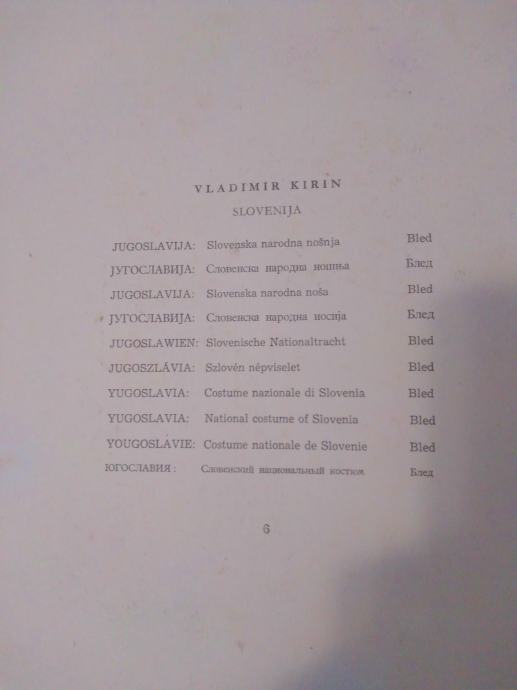 VLADIMIR KIRIN
SLOVENIJA
JUGOSLAVIJA: Slovenska narodna nošnja Bled
ЈУГОСЛАВИЈА: Словенска народна ношња Блед
JUGOSLAVIJA: Slovenska narodna noša Bled
ЈУГОСЛАВИЈА: Словенска народна носија Блед
JUGOSLAWIEN: Slovenische Nationaltracht Bled
JUGOSZLÁVIA: Szlovén népviselet Bled
YUGOSLAVIA: Costume nazionale di Slovenia Bled
YUGOSLAVIA: National costume of Slovenia Bled
YOUGOSLAVIE: Costume nationale de Slovenie Bled
ЮГОСЛАВИЯ: Словенский национальный костюм Блед
6